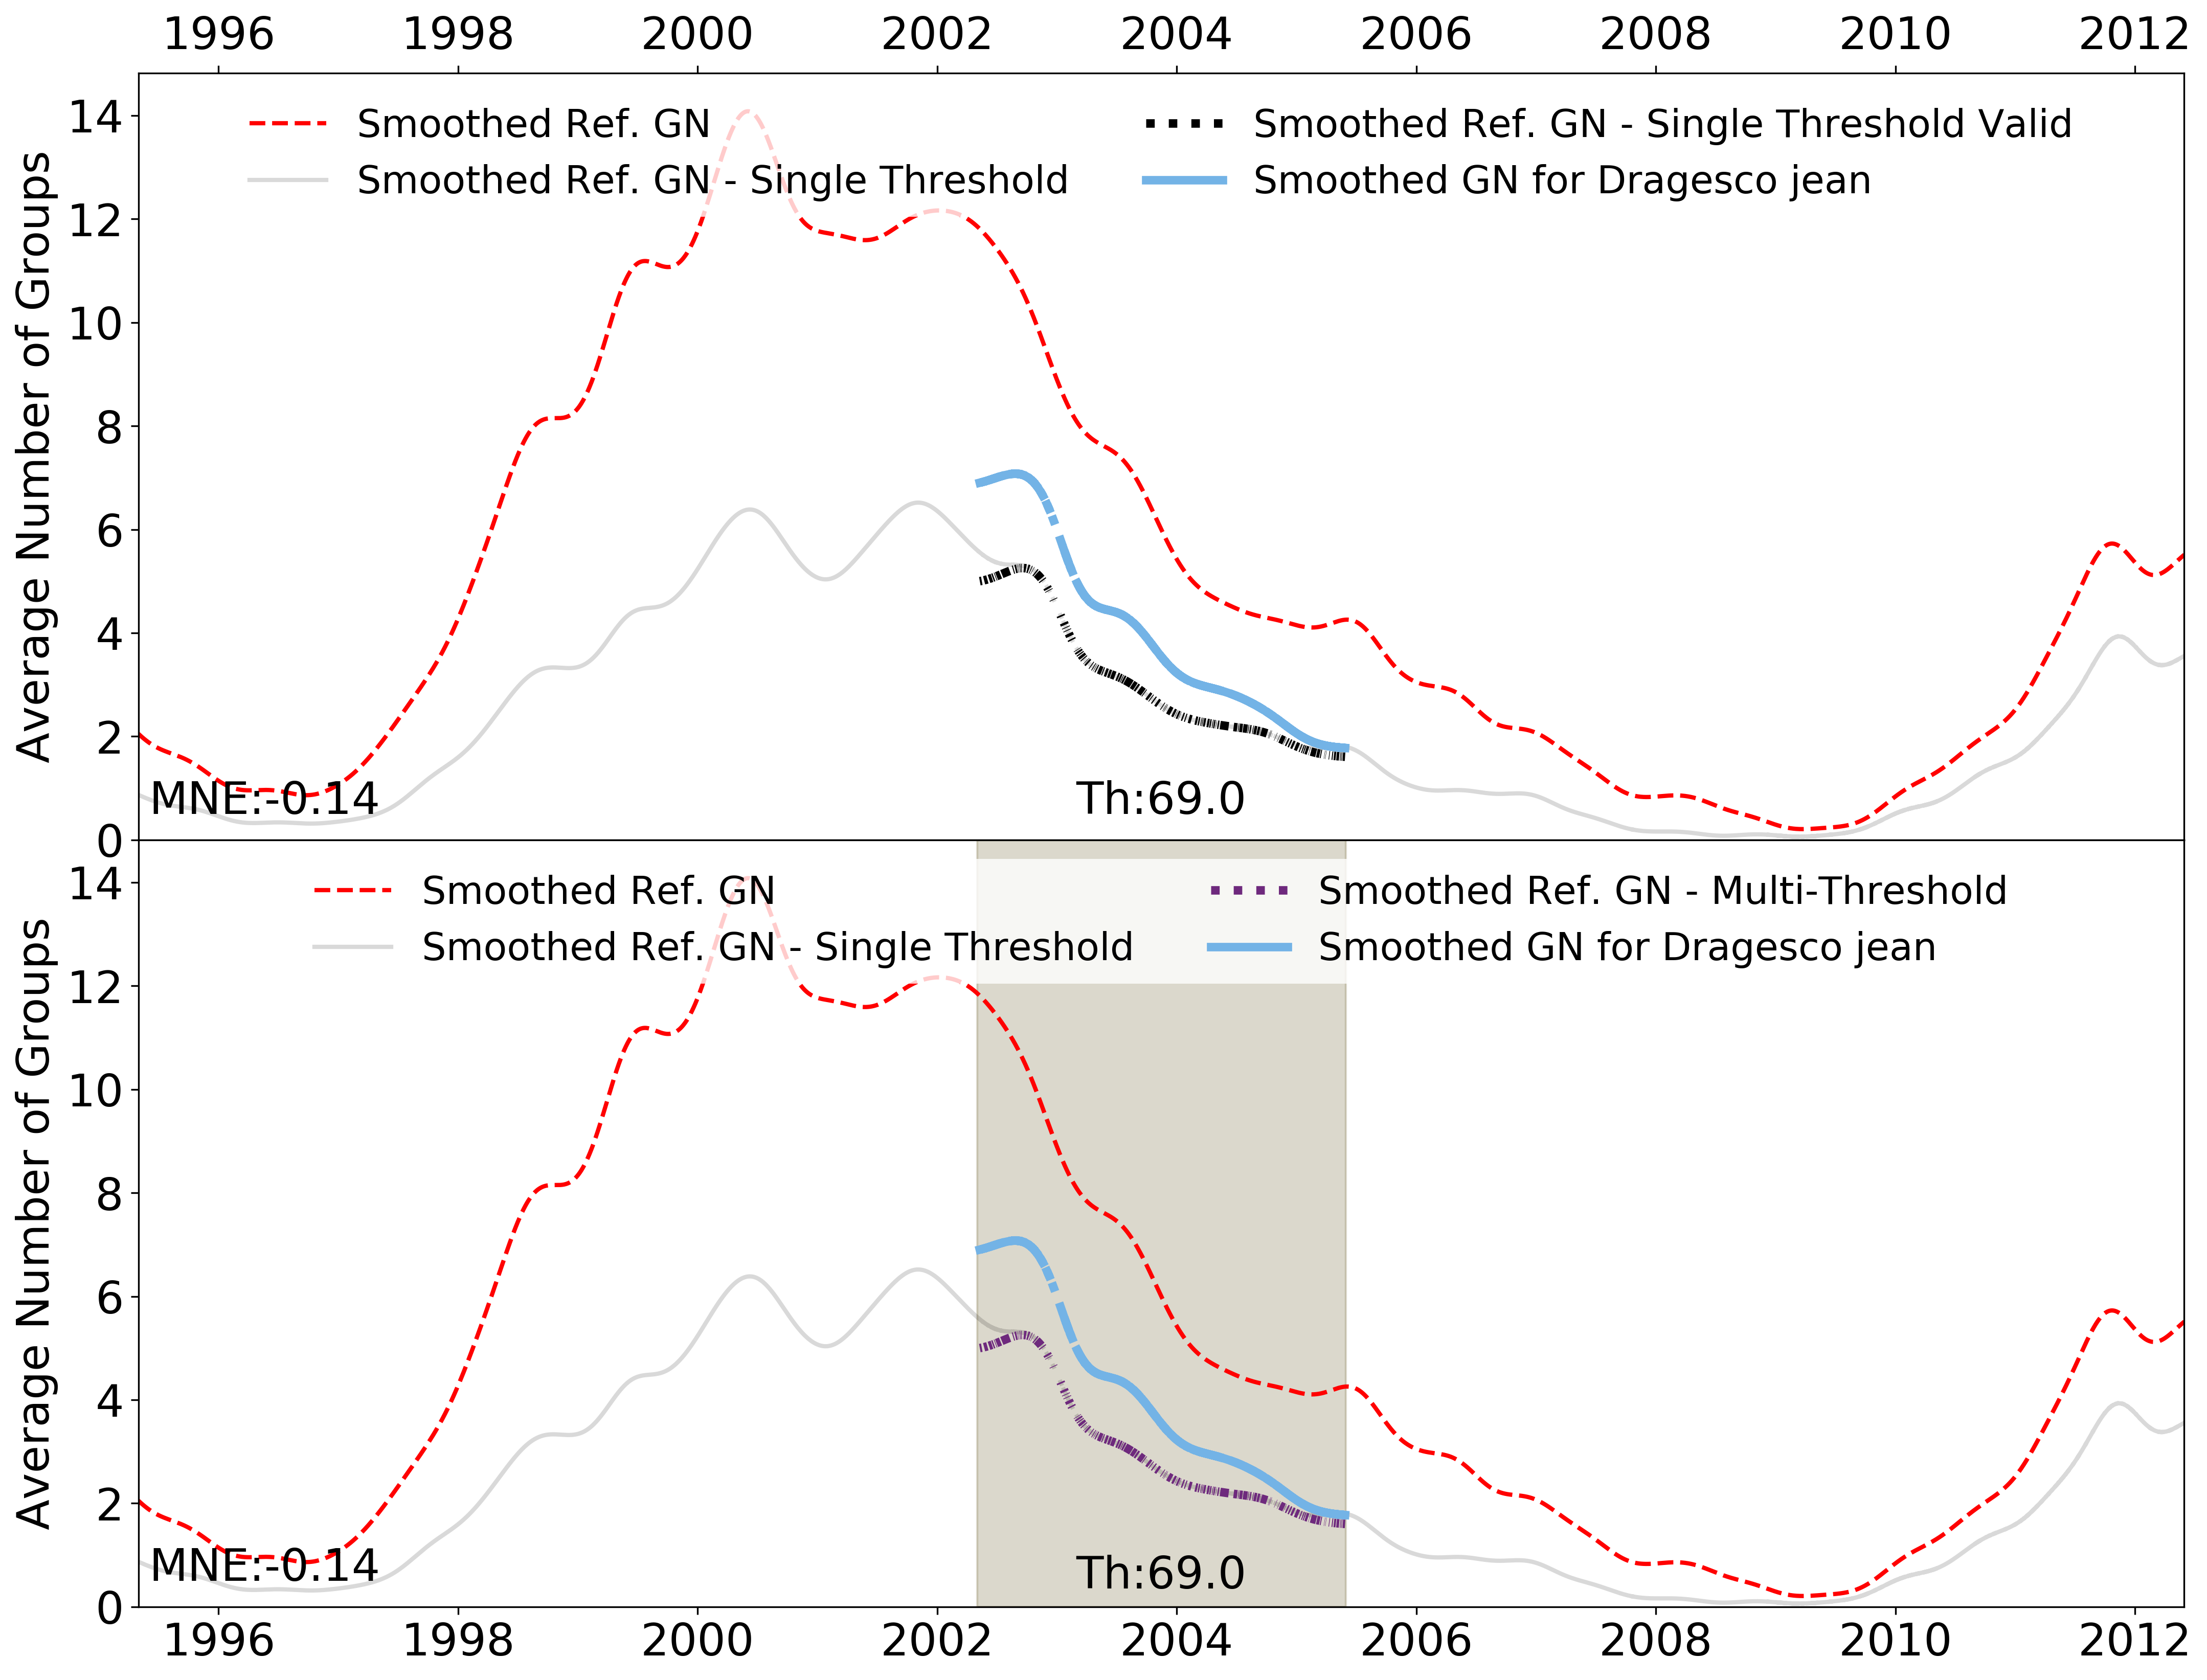 1996 1998 2000 2002 2004 2006 2008 2010 2012
14
12
10
8
6
4
2
0
Average Number of Groups
Smoothed Ref. GN
Smoothed Ref. GN - Single Threshold
Smoothed Ref. GN - Single Threshold Valid
Smoothed GN for Dragesco jean
MNE:-0.14
Th:69.0
14
12
10
8
6
4
2
0
Average Number of Groups
Smoothed Ref. GN
Smoothed Ref. GN - Single Threshold
Smoothed Ref. GN - Multi-Threshold
Smoothed GN for Dragesco jean
MNE:-0.14
Th:69.0
1996 1998 2000 2002 2004 2006 2008 2010 2012